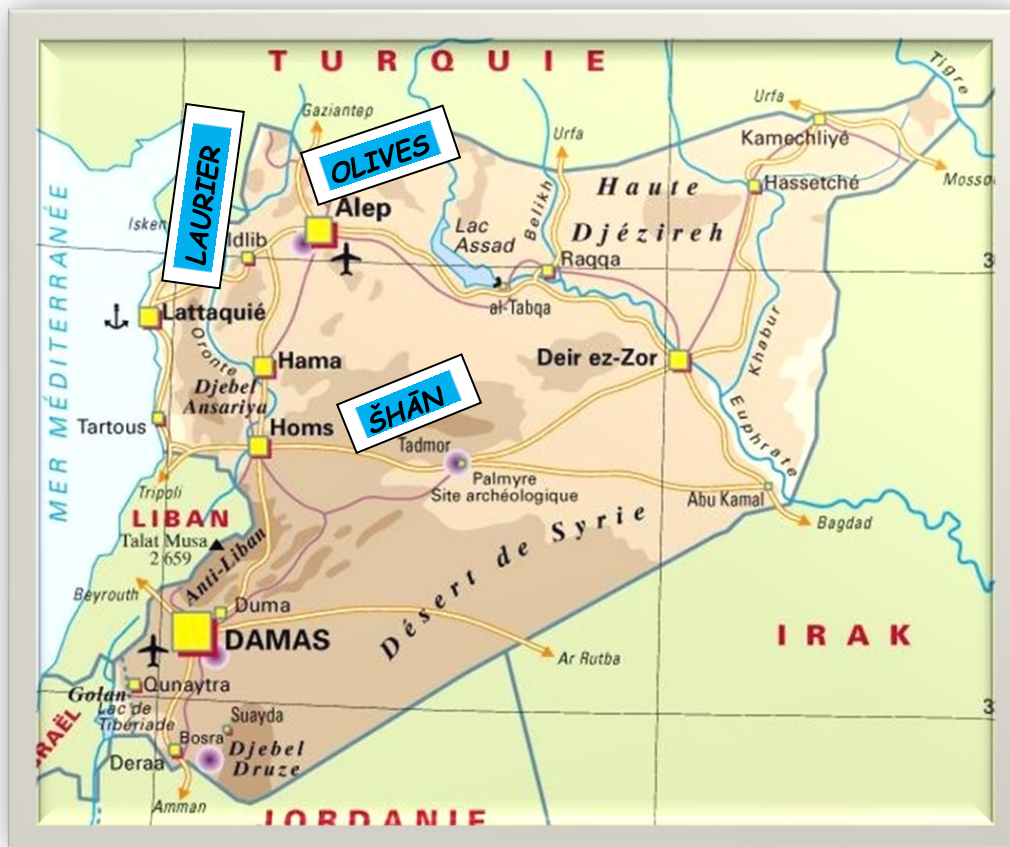 TURQUIE
Tigre
Gaziantep
Urfa
Urfa
Kamechliyé
LAURIER
OLIVES
Hassetché
Haute
Djézireh
Belikh
Alep
Lac
Assad
Idlib
Raqqa
al-Tabqa
Lattaquié
MER MÉDITERRANÉE
Oronte
Hama
Deir ez-Zor
Khabur
Djebel
Ansariya
ŠHĀN
Euphrate
Tartous
Homs
Tadmor
Palmyre
Site archéologique
Abu Kamal
Tripoli
LIBAN
Bagdad
Talat Musa
2 659
Anti-Liban
Désert de Syrie
Beyrouth
Duma
DAMAS
IRAK
Ar Rutba
Qunaytra
Golan
Lac de
Tibériade
Suayda
Bosra
Djebel
Druze
Deraa
Amman
JORDANIE